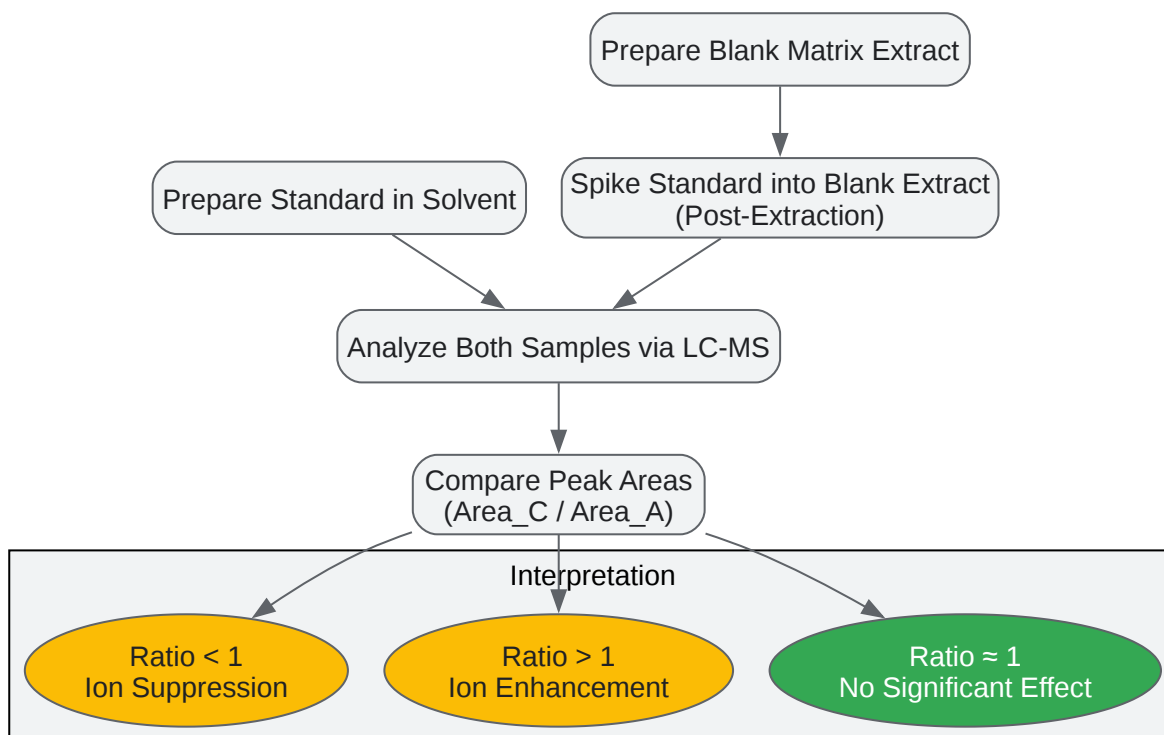 Prepare Blank Matrix Extract
Prepare Standard in Solvent
Spike Standard into Blank Extract
(Post-Extraction)
Analyze Both Samples via LC-MS
Compare Peak Areas
(Area_C / Area_A)
Interpretation
Ratio < 1
Ion Suppression
Ratio > 1
Ion Enhancement
Ratio ≈ 1
No Significant Effect